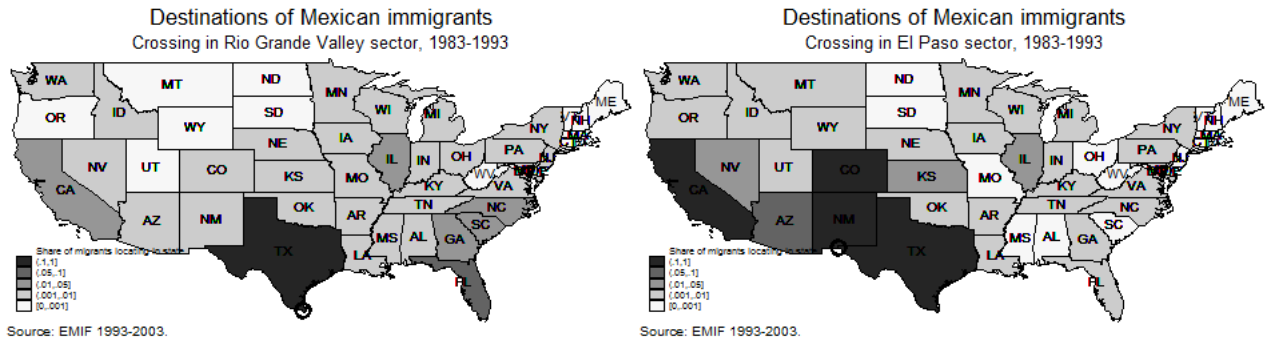 Destinations of Mexican immigrants
Crossing in Rio Grande Valley sector, 1983-1993
WA
MT
ND
MN
ME
OR
ID
SD
WI
MI
NH
WY
NY
IA
NE
PA
NV
UT
IL
IN
OH
CO
WV
CA
KS
MO
VA
KY
NC
TN
AZ
NM
OK
AR
SC
MS
AL
GA
TX
LA
FL
Share of migrants locating in state
(.1,1]
(.05,.1]
(.01,.05]
(.001,.01]
[0,.001]
Source: EMIF 1993-2003.
Destinations of Mexican immigrants
Crossing in El Paso sector, 1983-1993
WA
MT
ND
MN
ME
OR
ID
SD
WI
MI
NH
WY
NY
IA
NE
PA
NV
UT
IL
IN
OH
CO
WV
CA
KS
MO
VA
KY
NC
TN
AZ
NM
OK
AR
SC
MS
AL
GA
TX
LA
FL
Share of migrants locating in state
(.1,1]
(.05,.1]
(.01,.05]
(.001,.01]
[0,.001]
Source: EMIF 1993-2003.